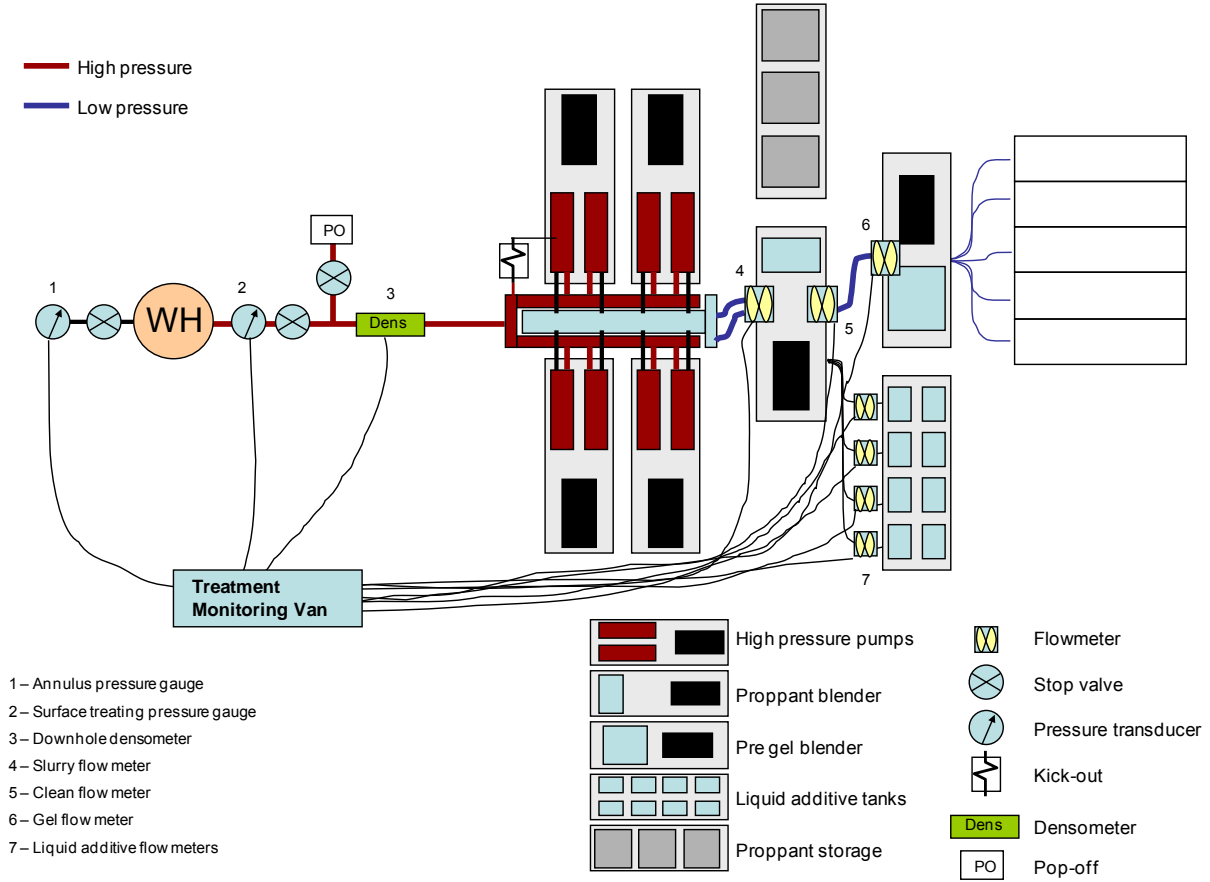 High pressure
Low pressure
PO
1
2
3
WH
Dens
4
5
6
7
Treatment
Monitoring Van
1 – Annulus pressure gauge
2 – Surface treating pressure gauge
3 – Downhole densometer
4 – Slurry flow meter
5 – Clean flow meter
6 – Gel flow meter
7 – Liquid additive flow meters
High pressure pumps
Proppant blender
Pre gel blender
Liquid additive tanks
Proppant storage
Flowmeter
Stop valve
Pressure transducer
Kick-out
Dens
Densometer
PO
Pop-off